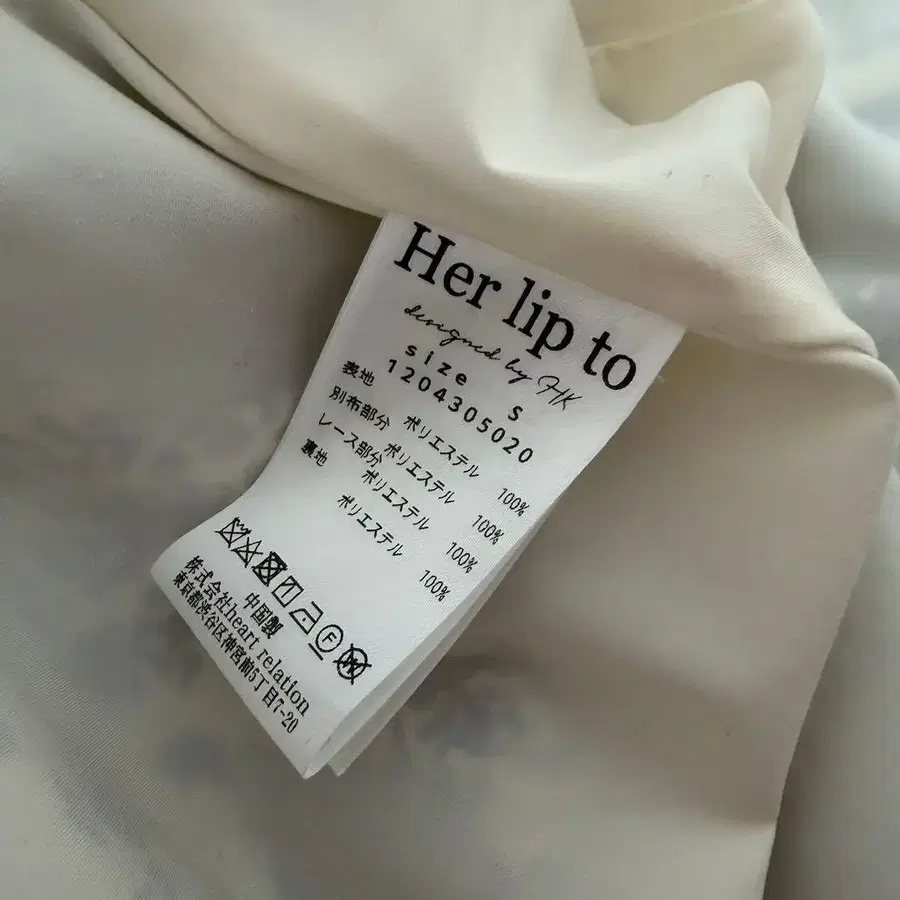 Her lip to
designed by HK
size S
1204305020
表地 ポリエステル 100%
別布部分 ポリエステル 100%
レース部分 ポリエステル 100%
裏地 ポリエステル 100%
中国製
株式会社heart relation
東京都渋谷区神宮前5丁目7-20